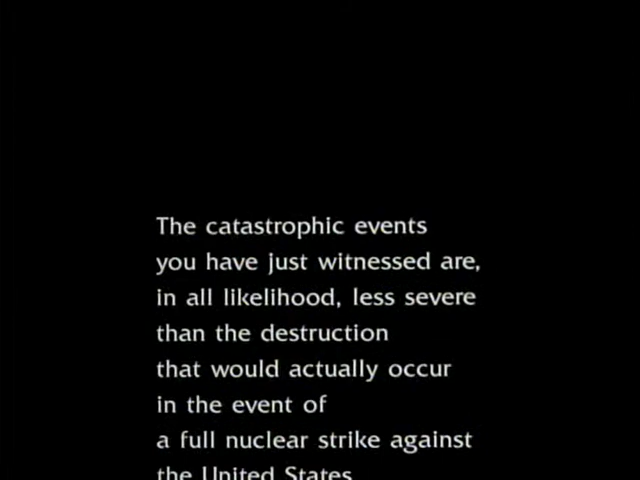 The catastrophic events
you have just witnessed are,
in all likelihood, less severe
than the destruction
that would actually occur
in the event of
a full nuclear strike against
the United States